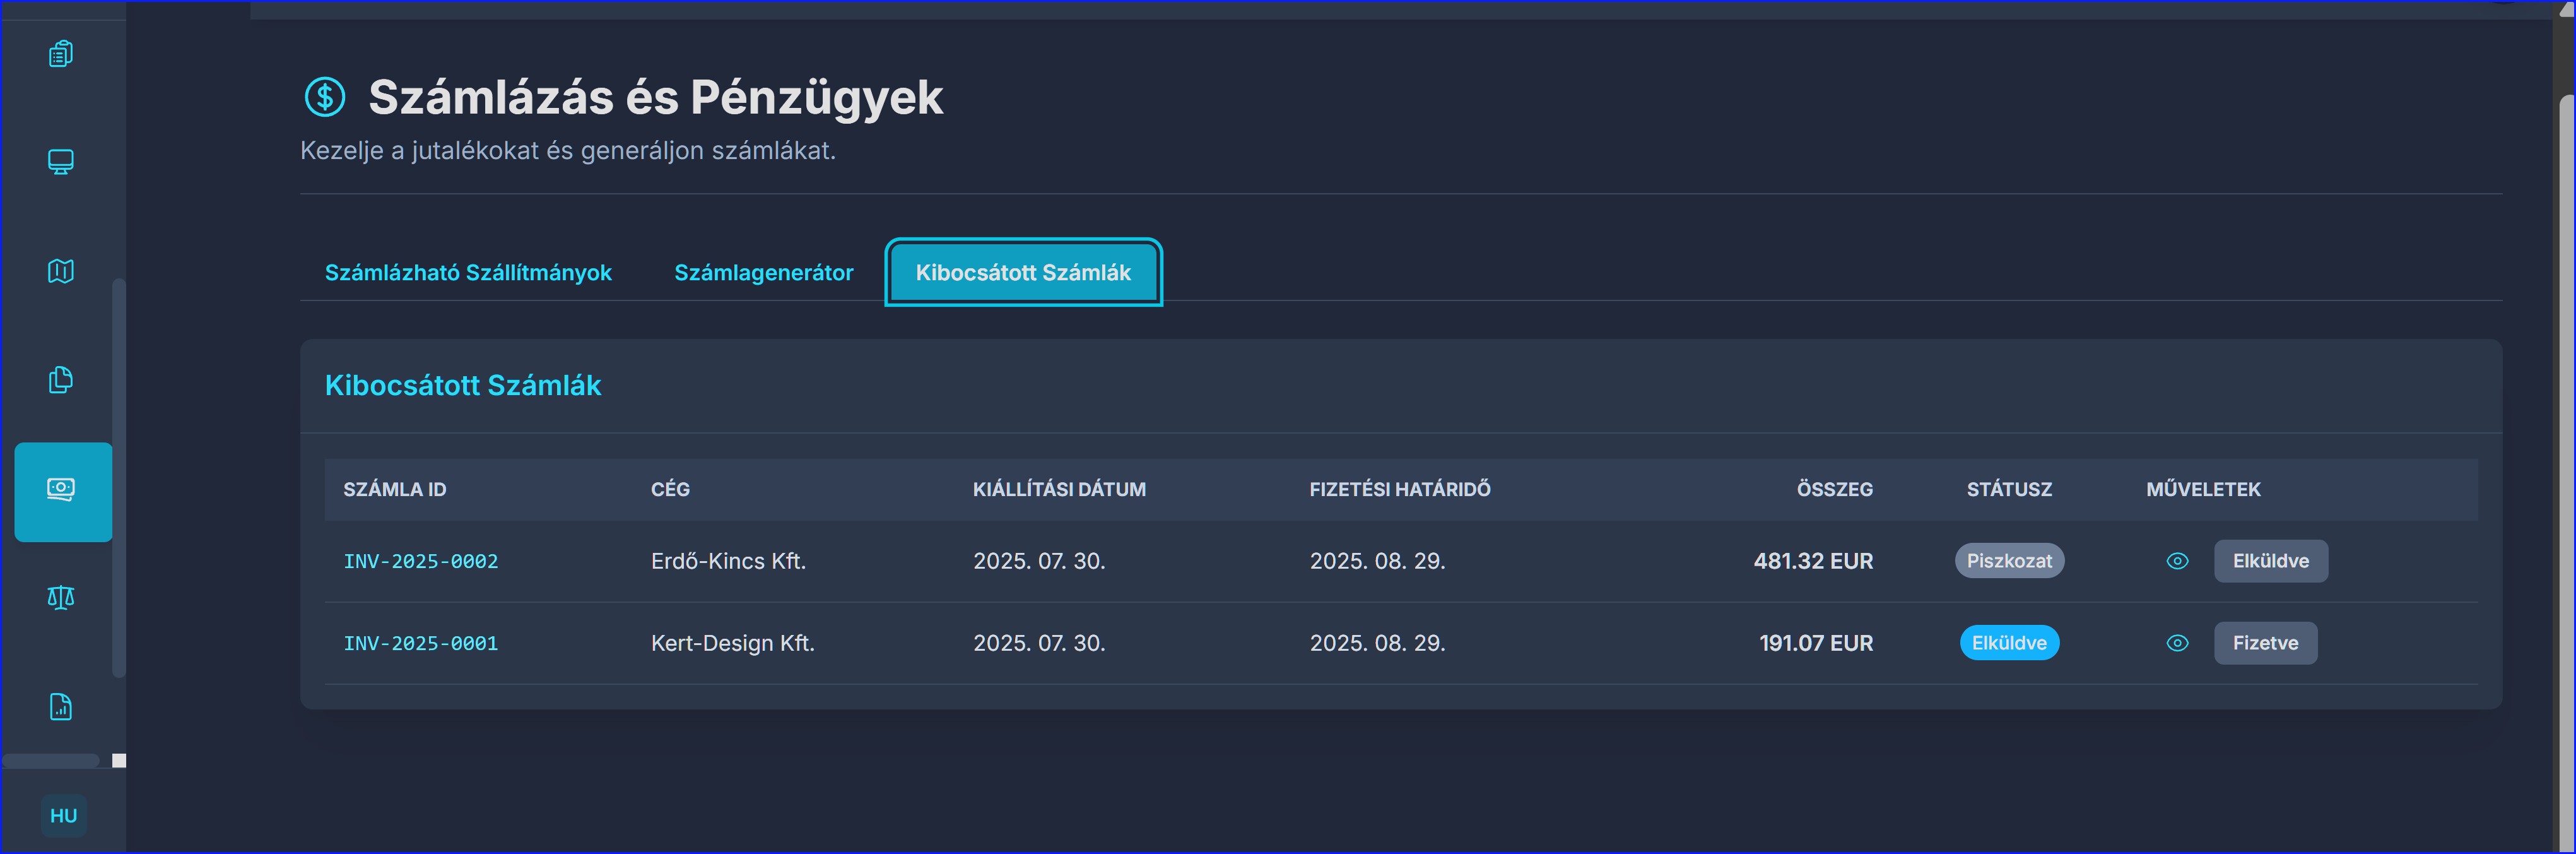 Számlázás és Pénzügyek
Kezelje a jutalékokat és generáljon számlákat.
Számlázható Szállítmányok Számlagenerátor Kibocsátott Számlák
Kibocsátott Számlák
SZÁMLA ID CÉG KIÁLLÍTÁSI DÁTUM FIZETÉSI HATÁRIDŐ ÖSSZEG STÁTUSZ MŰVELETEK
INV-2025-0002 Erdő-Kincs Kft. 2025. 07. 30. 2025. 08. 29. 481.32 EUR Piszkozat Elküldve
INV-2025-0001 Kert-Design Kft. 2025. 07. 30. 2025. 08. 29. 191.07 EUR Elküldve Fizetve
HU